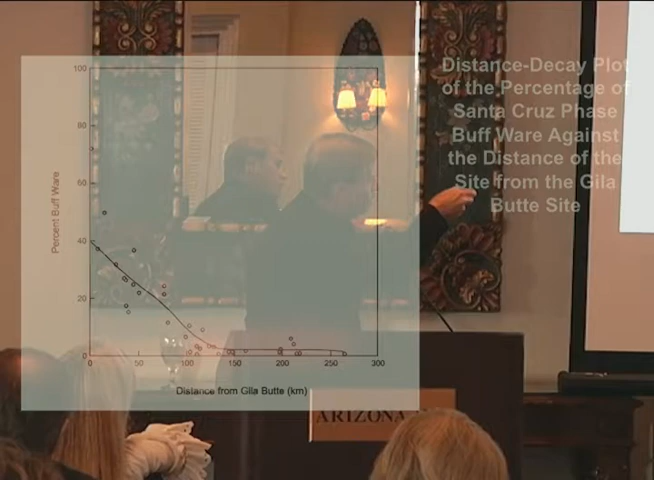 Distance-Decay Plot
of the Percentage of
Santa Cruz Phase
Buff Ware Against
the Distance of the
Site from the Gila
Butte Site
100
80
60
40
20
0
Percent Buff Ware
0 50 100 150 200 250 300
Distance from Gila Butte (km)
ARIZONA